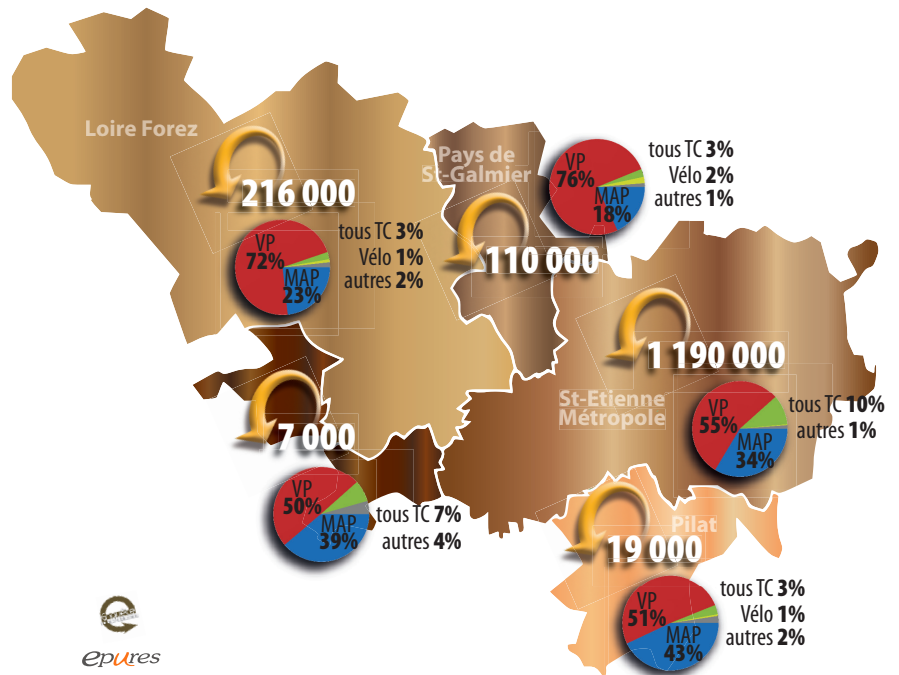 Loire Forez
216 000
VP
72%
MAP
23%
tous TC 3%
Vélo 1%
autres 2%
Pays de
St-Galmier
110 000
VP
76%
MAP
18%
tous TC 3%
Vélo 2%
autres 1%
St-Etienne
Métropole
1 190 000
VP
55%
MAP
34%
tous TC 10%
autres 1%
7 000
VP
50%
MAP
39%
tous TC 7%
autres 4%
Pilat
19 000
VP
51%
MAP
43%
tous TC 3%
Vélo 1%
autres 2%
epures